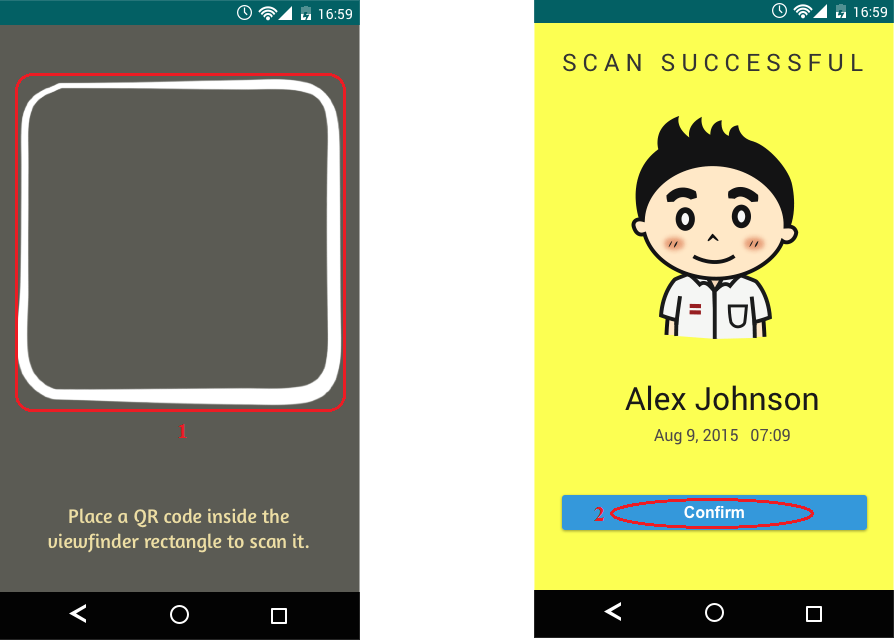 16:59
1
Place a QR code inside the
viewfinder rectangle to scan it.
16:59
SCAN SUCCESSFUL
Alex Johnson
Aug 9, 2015 07:09
2 Confirm